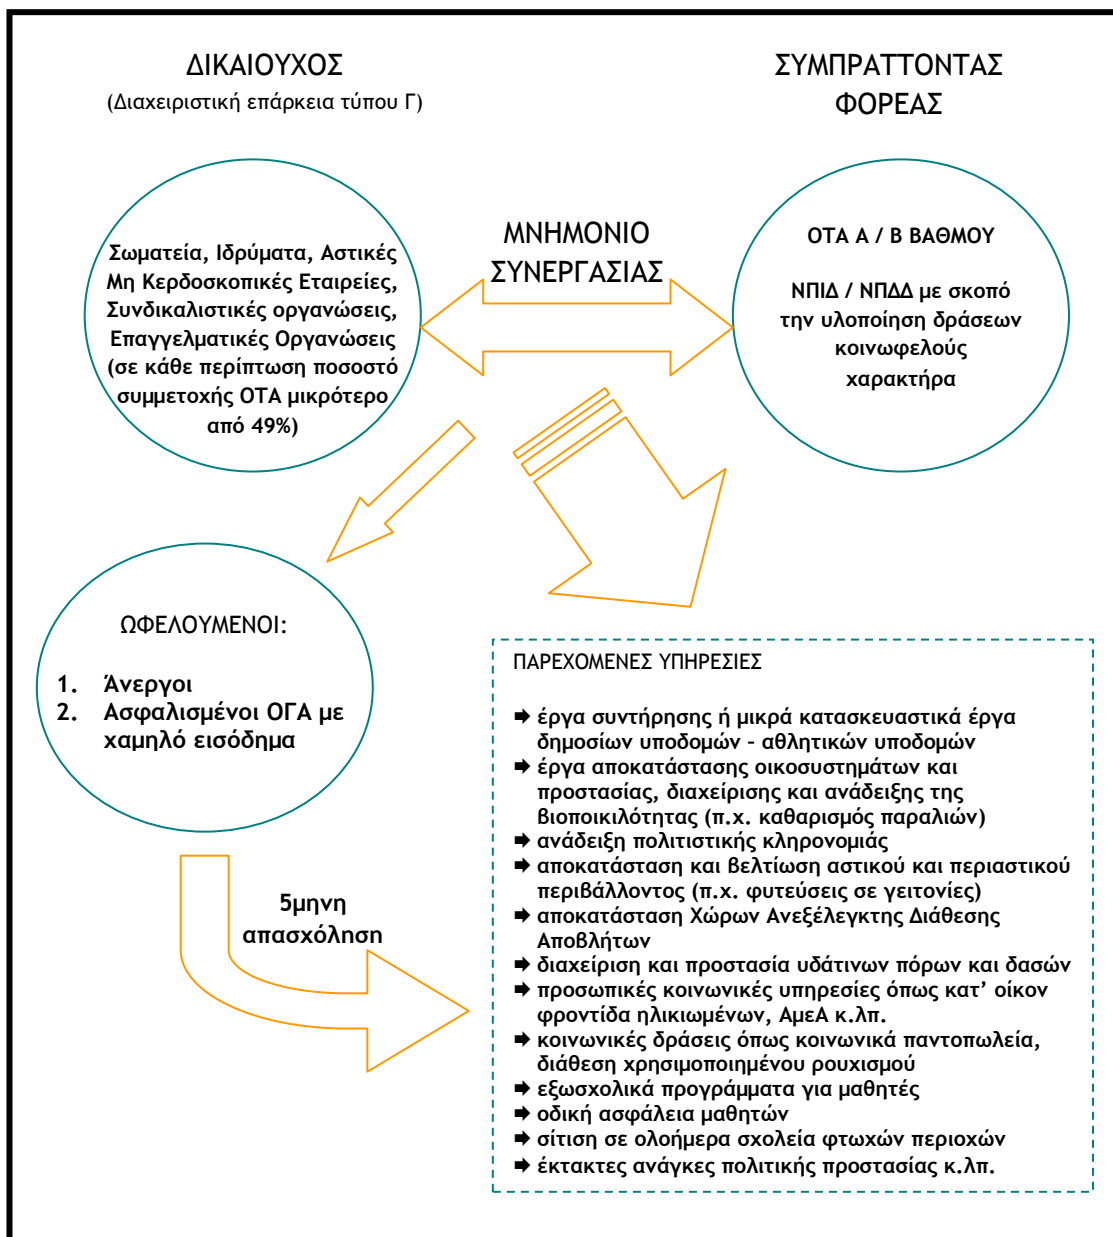 ΔΙΚΑΙΟΥΧΟΣ
(Διαχειριστική επάρκεια τύπου Γ)
ΣΥΜΠΡΑΤΤΟΝΤΑΣ
ΦΟΡΕΑΣ
Σωματεία, Ιδρύματα, Αστικές
Μη Κερδοσκοπικές Εταιρείες,
Συνδικαλιστικές οργανώσεις,
Επαγγελματικές Οργανώσεις
(σε κάθε περίπτωση ποσοστό
συμμετοχής ΟΤΑ μικρότερο
από 49%)
ΜΝΗΜΟΝΙΟ
ΣΥΝΕΡΓΑΣΙΑΣ
ΟΤΑ Α / Β ΒΑΘΜΟΥ
ΝΠΙΔ / ΝΠΔΔ με σκοπό
την υλοποίηση δράσεων
κοινωφελούς
χαρακτήρα
ΩΦΕΛΟΥΜΕΝΟΙ:
1. Άνεργοι
2. Ασφαλισμένοι ΟΓΑ με
χαμηλό εισόδημα
5μηνη
απασχόληση
ΠΑΡΕΧΟΜΕΝΕΣ ΥΠΗΡΕΣΙΕΣ
➨ έργα συντήρησης ή μικρά κατασκευαστικά έργα
δημοσίων υποδομών – αθλητικών υποδομών
➨ έργα αποκατάστασης οικοσυστημάτων και
προστασίας, διαχείρισης και ανάδειξης της
βιοποικιλότητας (π.χ. καθαρισμός παραλιών)
➨ ανάδειξη πολιτιστικής κληρονομιάς
➨ αποκατάσταση και βελτίωση αστικού και περιαστικού
περιβάλλοντος (π.χ. φυτεύσεις σε γειτονίες)
➨ αποκατάσταση Χώρων Ανεξέλεγκτης Διάθεσης
Αποβλήτων
➨ διαχείριση και προστασία υδάτινων πόρων και δασών
➨ προσωπικές κοινωνικές υπηρεσίες όπως κατ’ οίκον
φροντίδα ηλικιωμένων, ΑμεΑ κ.λπ.
➨ κοινωνικές δράσεις όπως κοινωνικά παντοπωλεία,
διάθεση χρησιμοποιημένου ρουχισμού
➨ εξωσχολικά προγράμματα για μαθητές
➨ οδική ασφάλεια μαθητών
➨ σίτιση σε ολοήμερα σχολεία φτωχών περιοχών
➨ έκτακτες ανάγκες πολιτικής προστασίας κ.λπ.